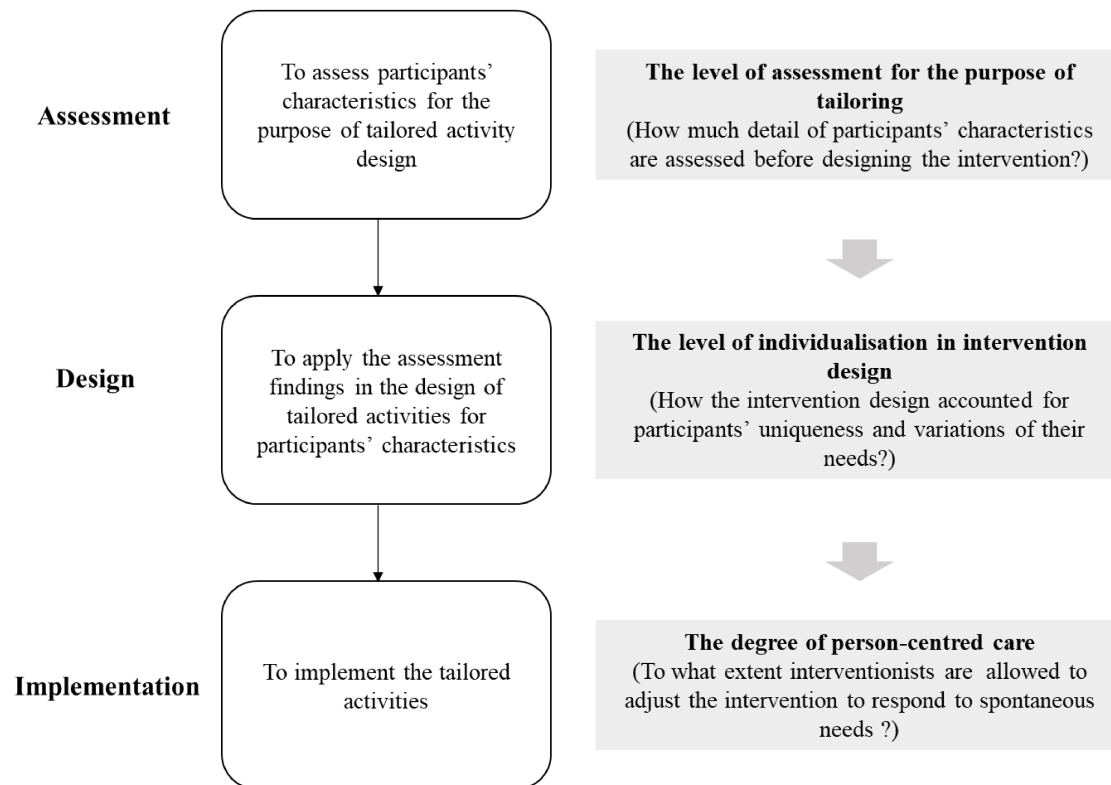 Assessment
To assess participants’
characteristics for the
purpose of tailored activity
design
The level of assessment for the purpose of
tailoring
(How much detail of participants’ characteristics
are assessed before designing the intervention?)
Design
To apply the assessment
findings in the design of
tailored activities for
participants’ characteristics
The level of individualisation in intervention
design
(How the intervention design accounted for
participants’ uniqueness and variations of their
needs?)
Implementation
To implement the tailored
activities
The degree of person-centred care
(To what extent interventionists are allowed to
adjust the intervention to respond to spontaneous
needs ?)